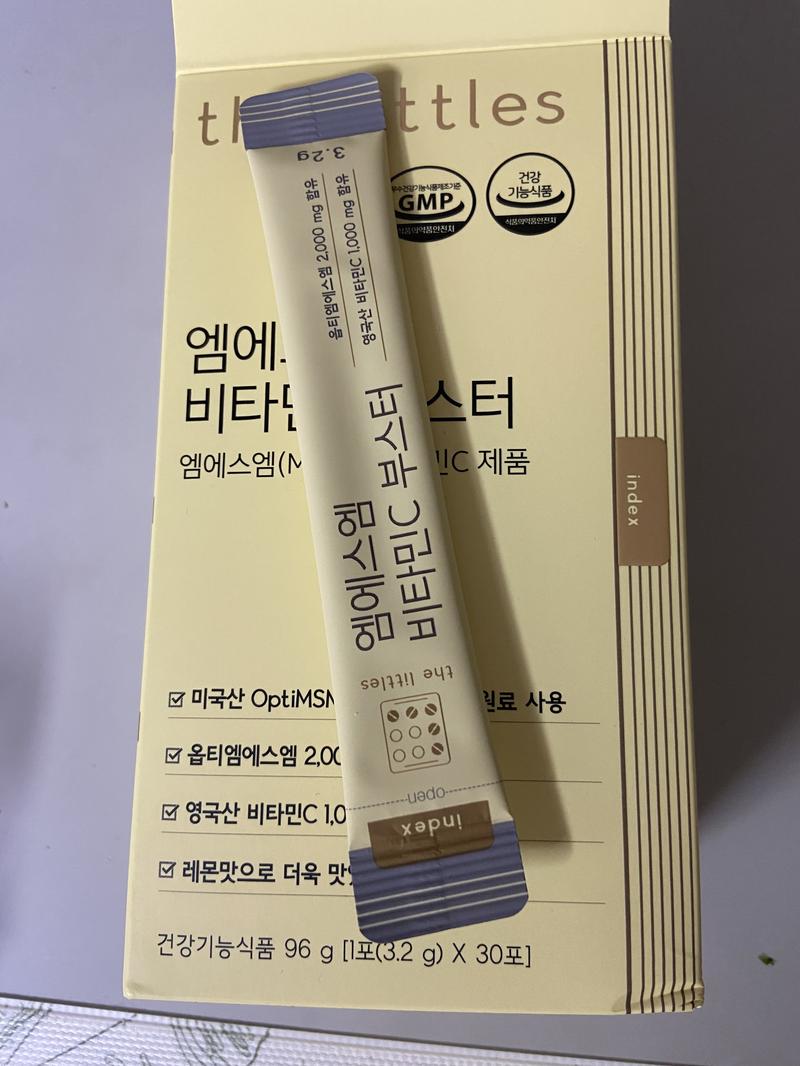 ttles
우수건강기능식품제조기준
GMP
식품의약품안전처
건강
기능식품
식품의약품안전처
엠에
비타민 스터
엠에스엠(M 민C 제품
index
미국산 OptiMSM 원료 사용
옵티엠에스엠 2,00
영국산 비타민C 1,0
레몬맛으로 더욱 맛
건강기능식품 96 g [1포(3.2 g) X 30포]
3.2g
옵티엠에스엠 2,000 mg 함유
영국산 비타민C 1,000 mg 함유
엠에스엠
비타민C 부스터
the littles
open
index